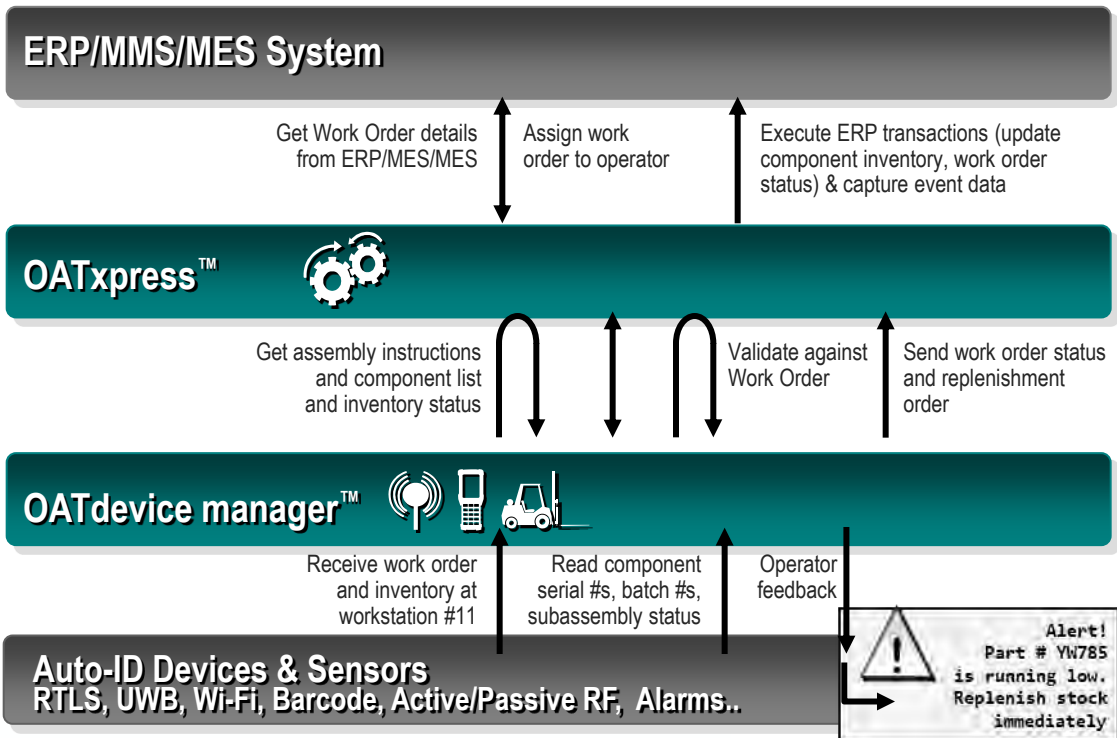 ERP/MMS/MES System
Get Work Order details
from ERP/MES/MES
Assign work
order to operator
Execute ERP transactions (update
component inventory, work order
status) & capture event data
OATxpress™
Get assembly instructions
and component list
and inventory status
Validate against
Work Order
Send work order status
and replenishment
order
OATdevice manager™
Receive work order
and inventory at
workstation #11
Read component
serial #s, batch #s,
subassembly status
Operator
feedback
Auto-ID Devices & Sensors
RTLS, UWB, Wi-Fi, Barcode, Active/Passive RF, Alarms..
Alert!
Part # YW785
is running low.
Replenish stock
immediately